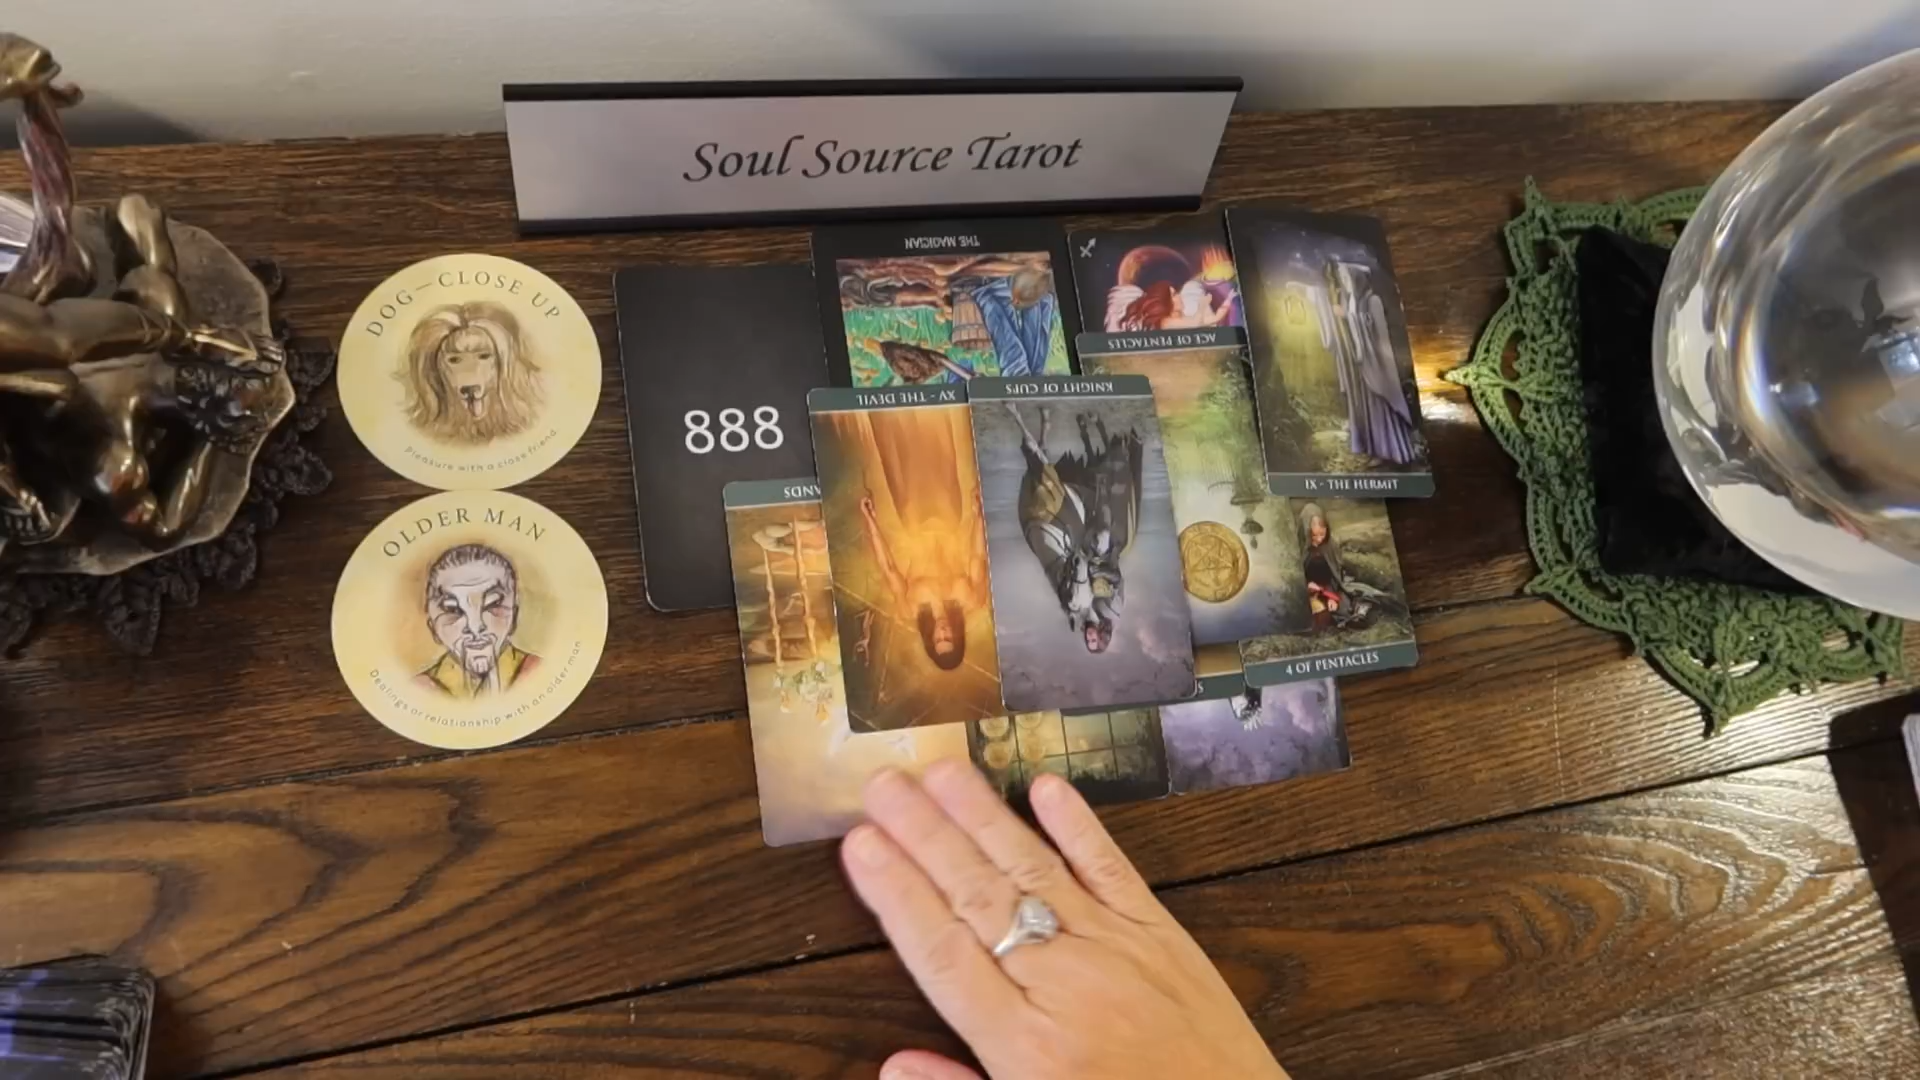 Soul Source Tarot
DOG—CLOSE UP
Pleasure with a close friend
OLDER MAN
Dealings or relationship with an older man
888
THE MAGICIAN
XV - THE DEVIL
KNIGHT OF CUPS
ACE OF PENTACLES
IX - THE HERMIT
4 OF PENTACLES